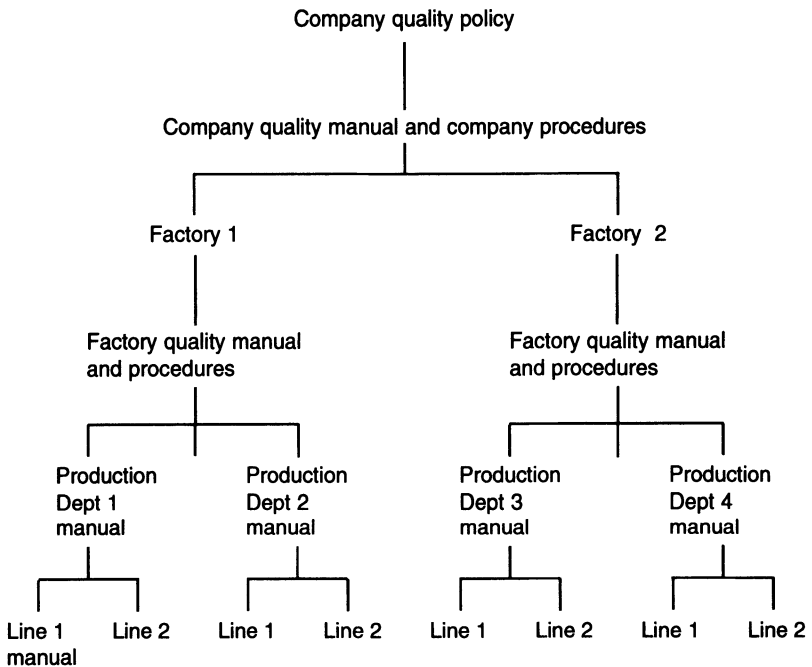 Company quality policy
Company quality manual and company procedures
Factory 1
Factory 2
Factory quality manual
and procedures
Factory quality manual
and procedures
Production
Dept 1
manual
Production
Dept 2
manual
Production
Dept 3
manual
Production
Dept 4
manual
Line 1
manual
Line 2
Line 1
Line 2
Line 1
Line 2
Line 1
Line 2